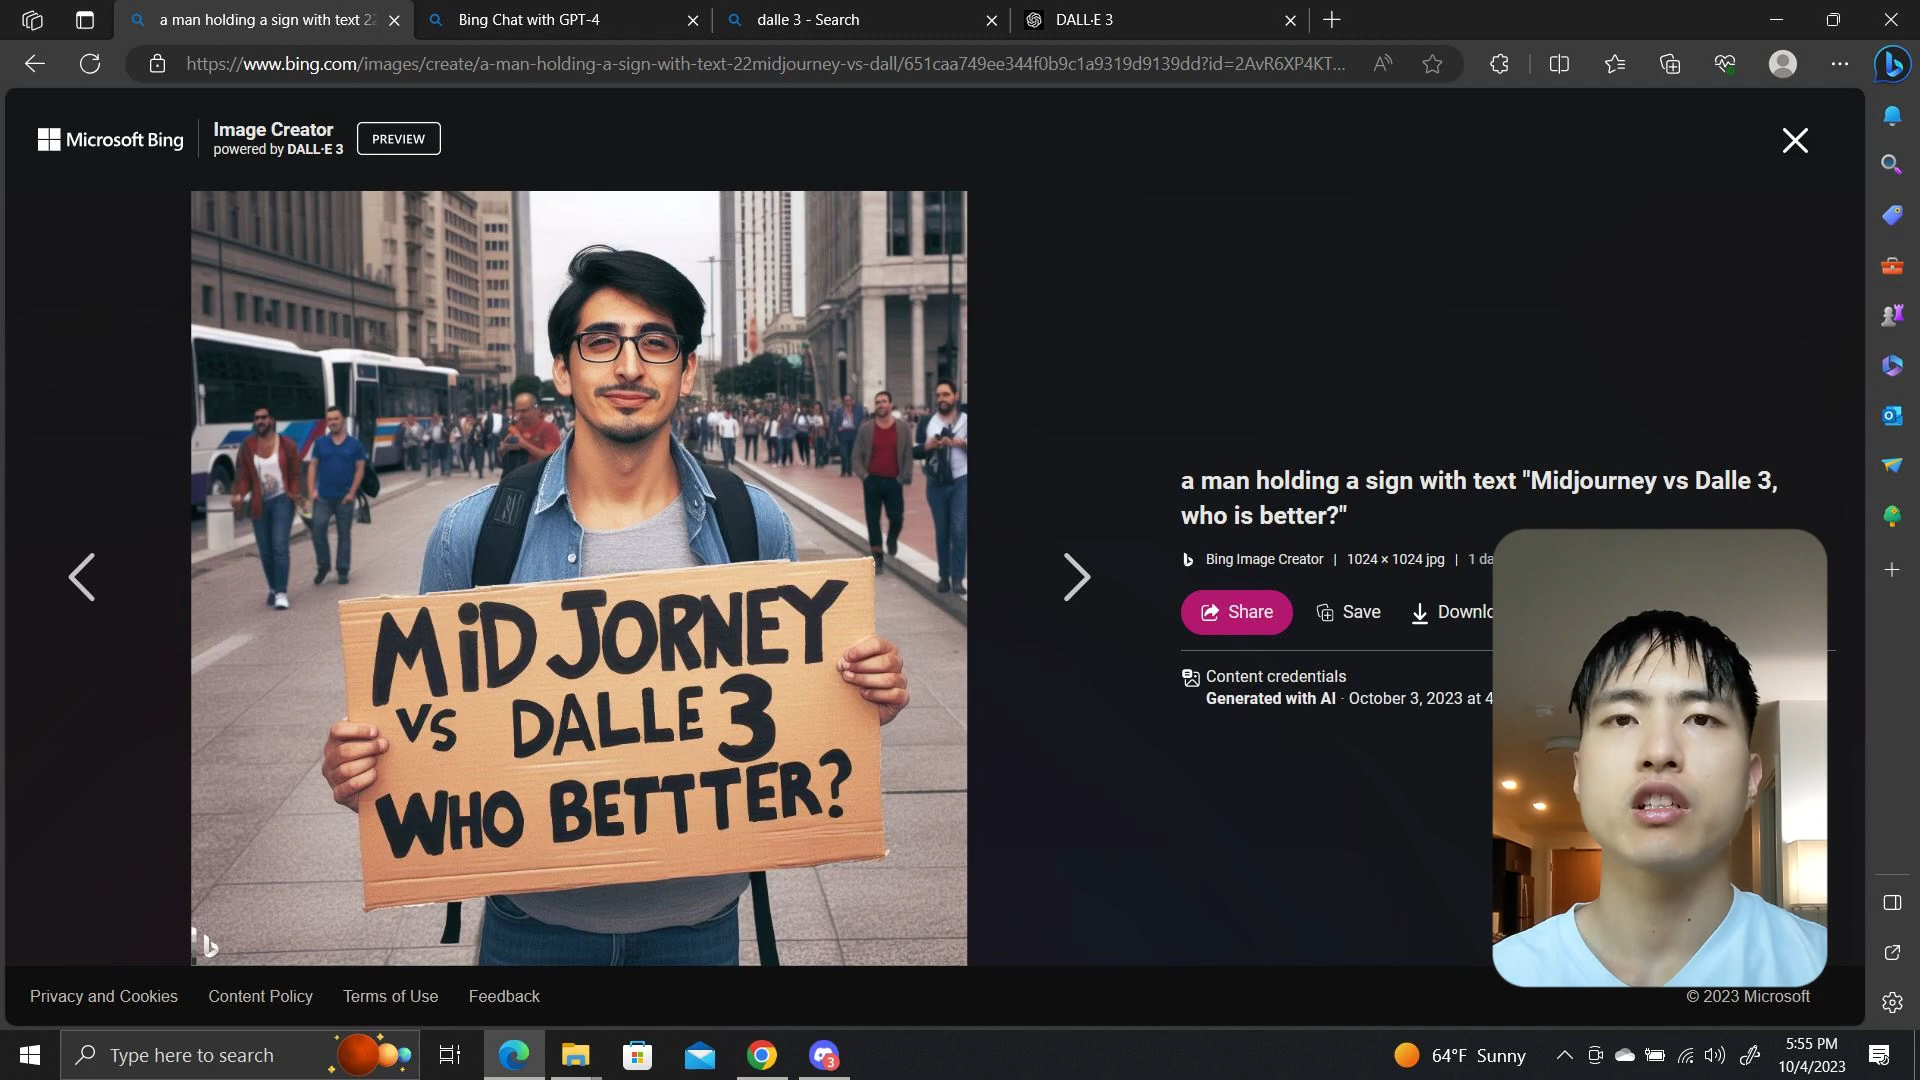 a man holding a sign with text 22
Bing Chat with GPT-4
dalle 3 - Search
DALL·E 3
https://www.bing.com/images/create/a-man-holding-a-sign-with-text-22midjourney-vs-dall/651caa749ee344f0b9c1a9319d9139dd?id=2AvR6XP4KT...
Microsoft Bing
Image Creator
powered by DALL·E 3
PREVIEW
MiD JORNEY
VS DALLE 3
WHO BETTTER?
a man holding a sign with text "Midjourney vs Dalle 3,
who is better?"
Bing Image Creator | 1024 × 1024 jpg | 1 da
Share
Save
Downlo
Content credentials
Generated with AI · October 3, 2023 at 4
Privacy and Cookies
Content Policy
Terms of Use
Feedback
© 2023 Microsoft
Type here to search
3
64°F Sunny
5:55 PM
10/4/2023